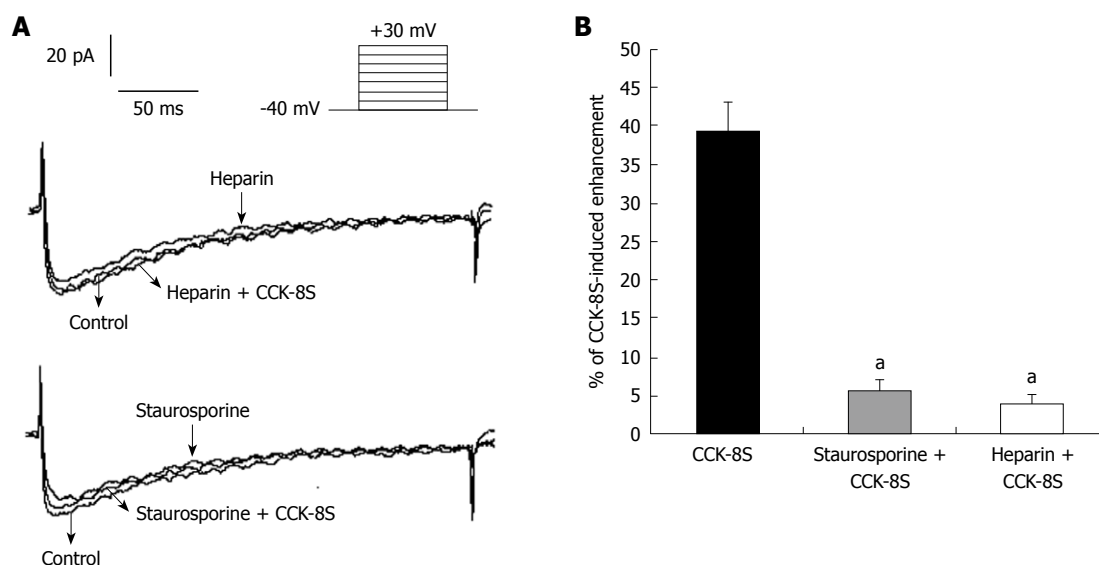 A
20 pA
50 ms
+30 mV
-40 mV
Heparin
Heparin + CCK-8S
Control
Staurosporine
Staurosporine + CCK-8S
Control
B
% of CCK-8S-induced enhancement
50
45
40
35
30
25
20
15
10
5
0
a
a
CCK-8S
Staurosporine +
CCK-8S
Heparin +
CCK-8S